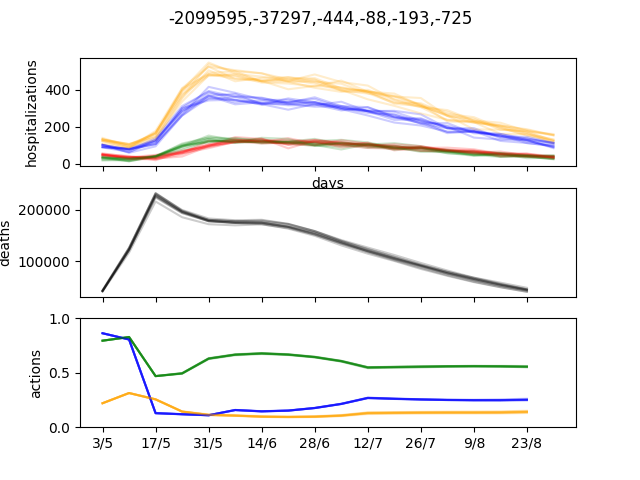 -2099595,-37297,-444,-88,-193,-725
hospitalizations
400
200
0
days
deaths
200000
100000
actions
1.0
0.5
0.0
3/5 17/5 31/5 14/6 28/6 12/7 26/7 9/8 23/8